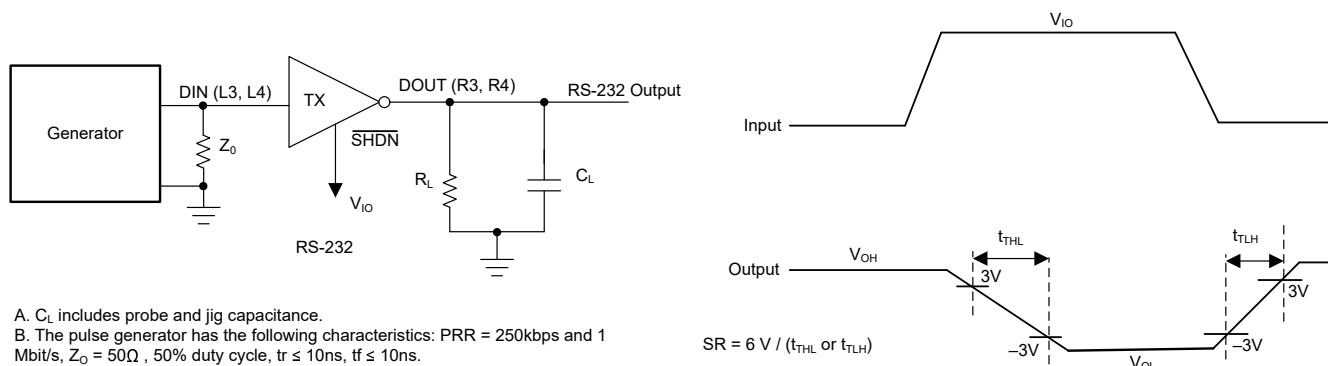 Generator
DIN (L3, L4)
Z0
TX
SHDN
VIO
RS-232
DOUT (R3, R4)
RS-232 Output
RL
CL
A. CL includes probe and jig capacitance.
B. The pulse generator has the following characteristics: PRR = 250kbps and 1
Mbit/s, ZO = 50Ω , 50% duty cycle, tr ≤ 10ns, tf ≤ 10ns.
VIO
Input
Output
VOH
tTHL
3V
–3V
tTLH
3V
–3V
VOL
SR = 6 V / (tTHL or tTLH)